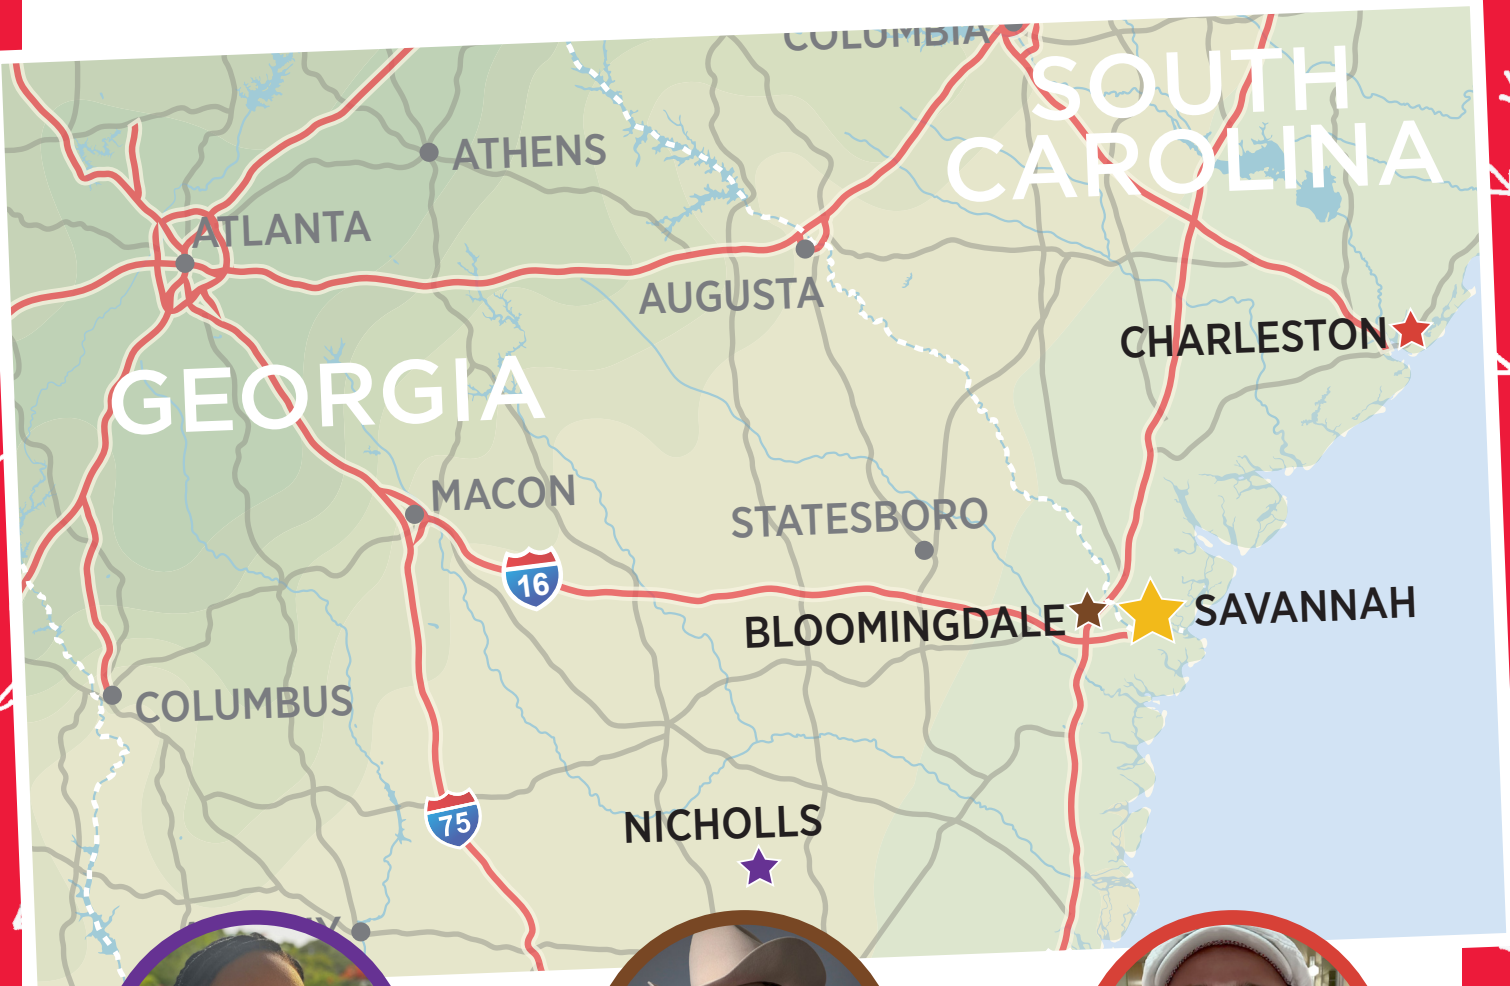 COLUMBIA
SOUTH
CAROLINA
ATHENS
ATLANTA
AUGUSTA
CHARLESTON
GEORGIA
MACON
STATESBORO
16
BLOOMINGDALE
SAVANNAH
COLUMBUS
75
NICHOLLS